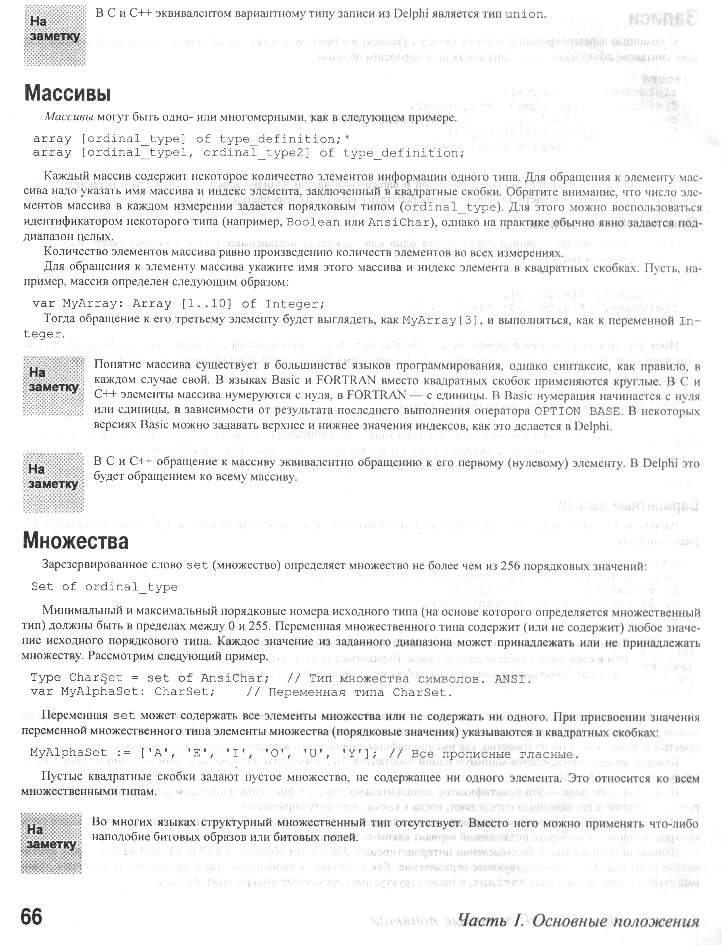 На
заметку
В C и C++ эквивалентом вариантному типу записи из Delphi является тип union.
Массивы
Массивы могут быть одно- или многомерными, как в следующем примере.
array [ordinal_type] of type_definition;
array [ordinal_type1, ordinal_type2] of type_definition;
Каждый массив содержит некоторое количество элементов информации одного типа. Для обращения к элементу мас-
сива надо указать имя массива и индекс элемента, заключенный в квадратные скобки. Обратите внимание, что число эле-
ментов массива в каждом измерении задается порядковым типом (ordinal_type). Для этого можно воспользоваться
идентификатором некоторого типа (например, Boolean или AnsiChar), однако на практике обычно явно задается под-
диапазон целых.
Количество элементов массива равно произведению количеств элементов во всех измерениях.
Для обращения к элементу массива укажите имя этого массива и индекс элемента в квадратных скобках. Пусть, на-
пример, массив определен следующим образом:
var MyArray: Array [1..10] of Integer;
Тогда обращение к его третьему элементу будет выглядеть, как MyArray[3], и выполняться, как к переменной In-
teger.
На
заметку
Понятие массива существует в большинстве языков программирования, однако синтаксис, как правило, в
каждом случае свой. В языках Basic и FORTRAN вместо квадратных скобок применяются круглые. В C и
C++ элементы массива нумеруются с нуля, в FORTRAN — с единицы. В Basic нумерация начинается с нуля
или единицы, в зависимости от результата последнего выполнения оператора OPTION BASE. В некоторых
версиях Basic можно задавать верхнее и нижнее значения индексов, как это делается в Delphi.
На
заметку
В C и C++ обращение к массиву эквивалентно обращению к его первому (нулевому) элементу. В Delphi это
будет обращением ко всему массиву.
Множества
Зарезервированное слово set (множество) определяет множество не более чем из 256 порядковых значений:
Set of ordinal_type
Минимальный и максимальный порядковые номера исходного типа (на основе которого определяется множественный
тип) должны быть в пределах между 0 и 255. Переменная множественного типа содержит (или не содержит) любое значе-
ние исходного порядкового типа. Каждое значение из заданного диапазона может принадлежать или не принадлежать
множеству. Рассмотрим следующий пример.
Type CharSet = set of AnsiChar; // Тип множества символов. ANSI.
var MyAlphaSet: CharSet; // Переменная типа CharSet.
Переменная set может содержать все элементы множества или не содержать ни одного. При присвоении значения
переменной множественного типа элементы множества (порядковые значения) указываются в квадратных скобках:
MyAlphaSet := ['A', 'E', 'I', 'O', 'U', 'Y']; // Все прописные гласные.
Пустые квадратные скобки задают пустое множество, не содержащее ни одного элемента. Это относится ко всем
множественным типам.
На
заметку
Во многих языках структурный множественный тип отсутствует. Вместо него можно применять что-либо
наподобие битовых образов или битовых полей.
66
Часть I. Основные положения